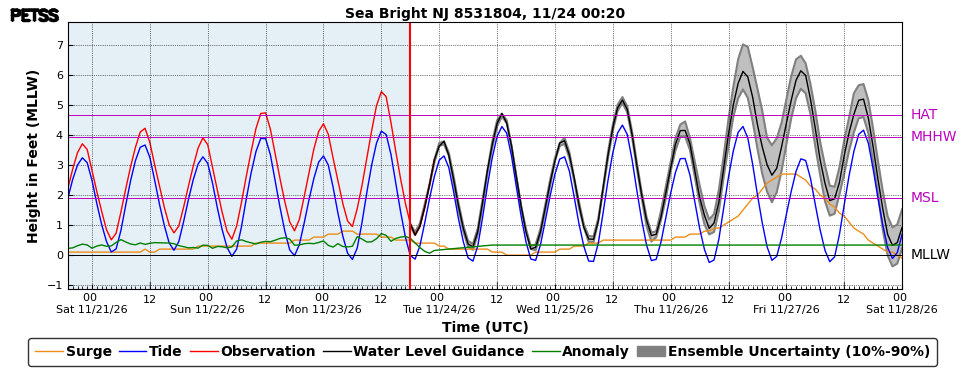 PETSS
Sea Bright NJ 8531804, 11/24 00:20
Height in Feet (MLLW)
7
6
5
4
3
2
1
0
−1
HAT
MHHW
MSL
MLLW
00 12 00 12 00 12 00 12 00 12 00 12 00 12 00
Sat 11/21/26 Sun 11/22/26 Mon 11/23/26 Tue 11/24/26 Wed 11/25/26 Thu 11/26/26 Fri 11/27/26 Sat 11/28/26
Time (UTC)
Surge Tide Observation Water Level Guidance Anomaly Ensemble Uncertainty (10%-90%)